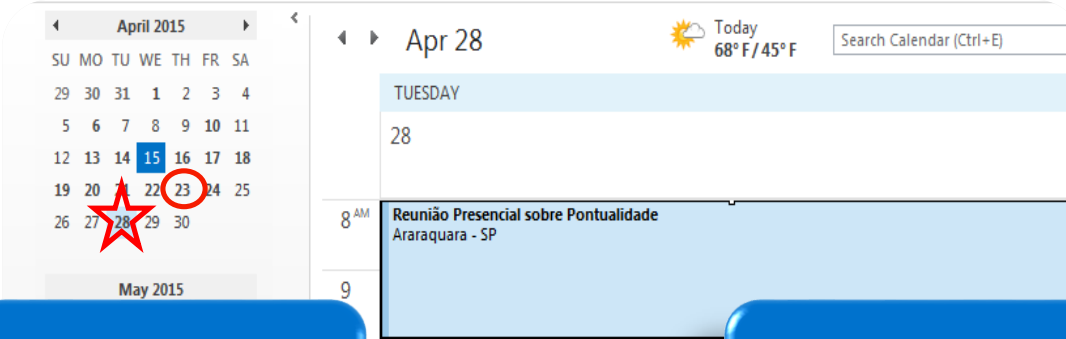 April 2015
SU MO TU WE TH FR SA
29 30 31 1 2 3 4
5 6 7 8 9 10 11
12 13 14 15 16 17 18
19 20 21 22 23 24 25
26 27 28 29 30
May 2015
Apr 28
Today
68° F / 45° F
Search Calendar (Ctrl+E)
TUESDAY
28
8 AM
Reunião Presencial sobre Pontualidade
Araraquara - SP
9